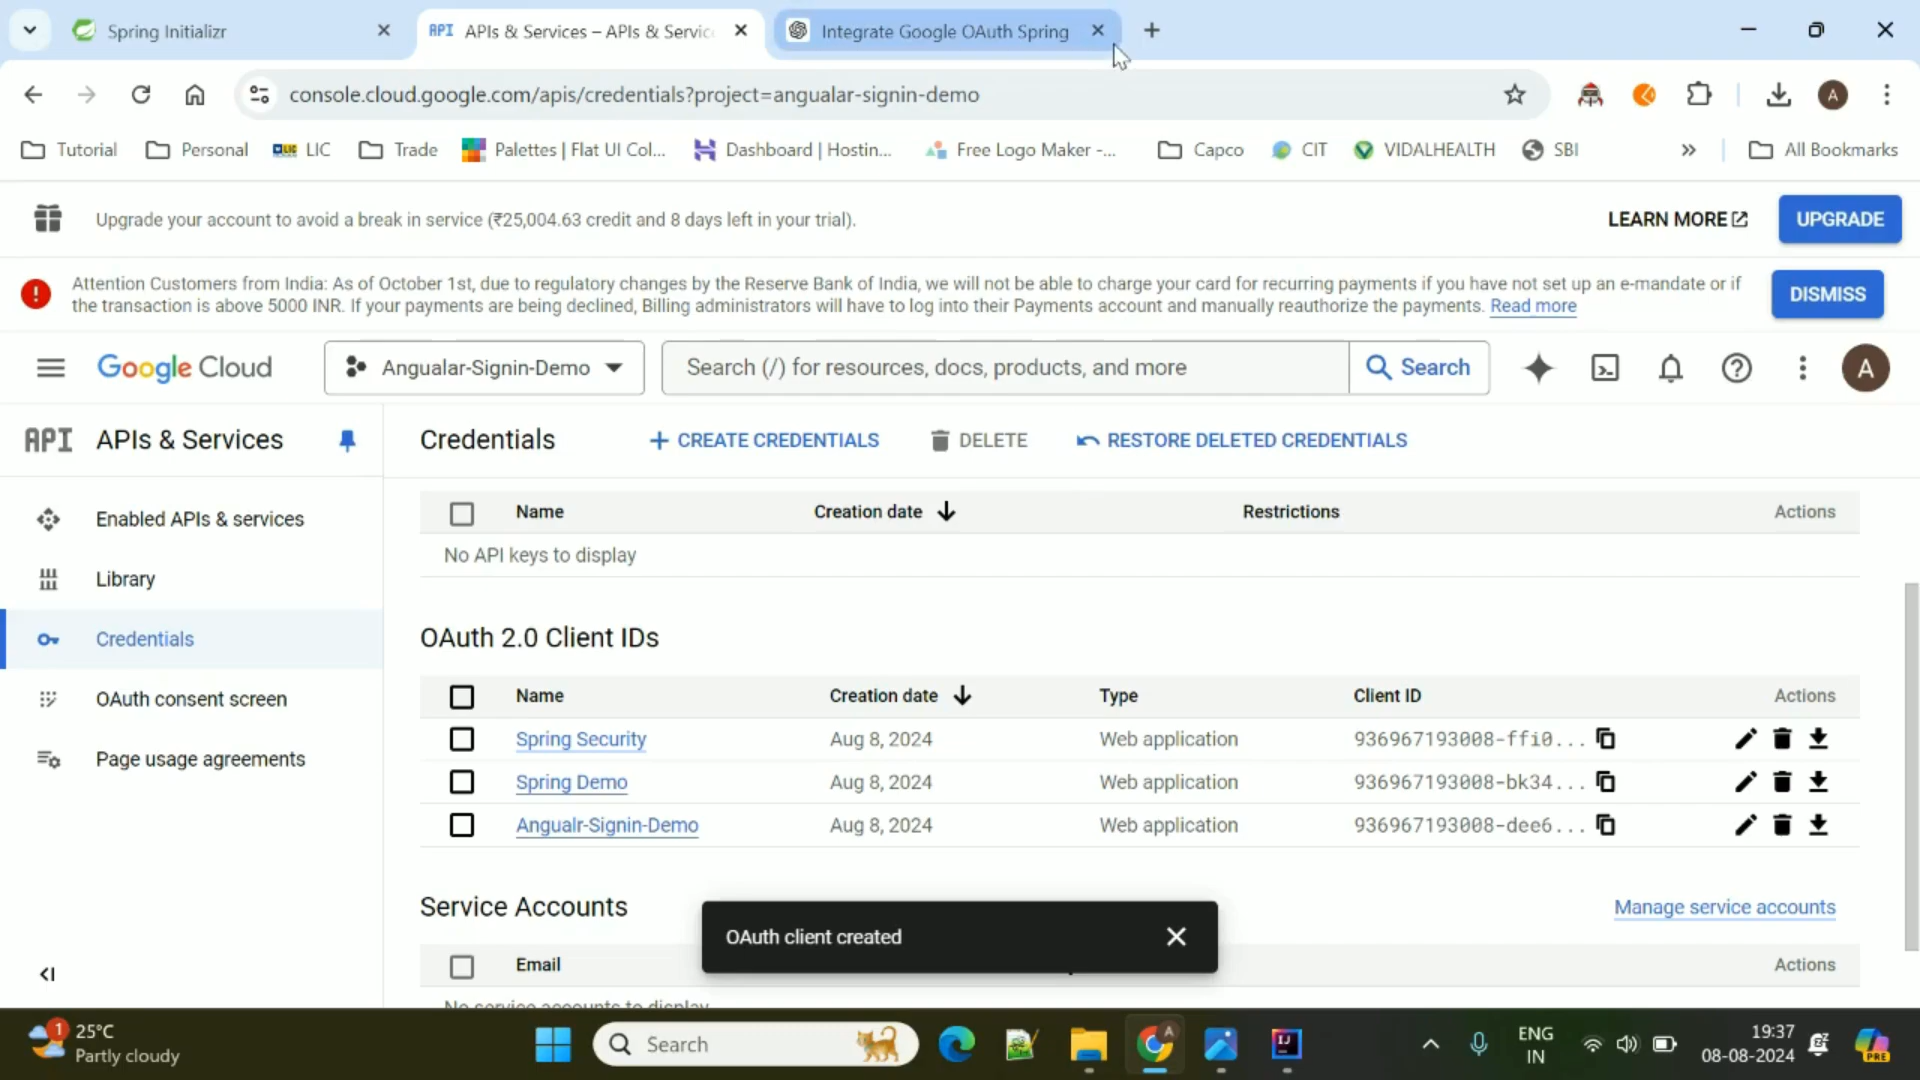 Spring Initializr
API APIs & Services – APIs & Servic
Integrate Google OAuth Spring
console.cloud.google.com/apis/credentials?project=angualar-signin-demo
A
Tutorial
Personal
LIC LIC
Trade
Palettes | Flat UI Col...
Dashboard | Hostin...
Free Logo Maker -...
Capco
CIT
VIDALHEALTH
SBI
All Bookmarks
Upgrade your account to avoid a break in service (₹25,004.63 credit and 8 days left in your trial).
LEARN MORE
UPGRADE
Attention Customers from India: As of October 1st, due to regulatory changes by the Reserve Bank of India, we will not be able to charge your card for recurring payments if you have not set up an e-mandate or if
the transaction is above 5000 INR. If your payments are being declined, Billing administrators will have to log into their Payments account and manually reauthorize the payments. Read more
DISMISS
Google Cloud
Angualar-Signin-Demo
Search (/) for resources, docs, products, and more
Search
A
API APIs & Services
Credentials
CREATE CREDENTIALS
DELETE
RESTORE DELETED CREDENTIALS
Enabled APIs & services
Library
Credentials
OAuth consent screen
Page usage agreements
Name Creation date Restrictions Actions
No API keys to display
OAuth 2.0 Client IDs
Name Creation date Type Client ID Actions
Spring Security Aug 8, 2024 Web application 936967193008-ffi0...
Spring Demo Aug 8, 2024 Web application 936967193008-bk34...
Angualr-Signin-Demo Aug 8, 2024 Web application 936967193008-dee6...
Service Accounts
Manage service accounts
OAuth client created
Email Actions
No service accounts to display
1
25°C
Partly cloudy
Search
A
IJ
ENG
IN
19:37
08-08-2024
PRE